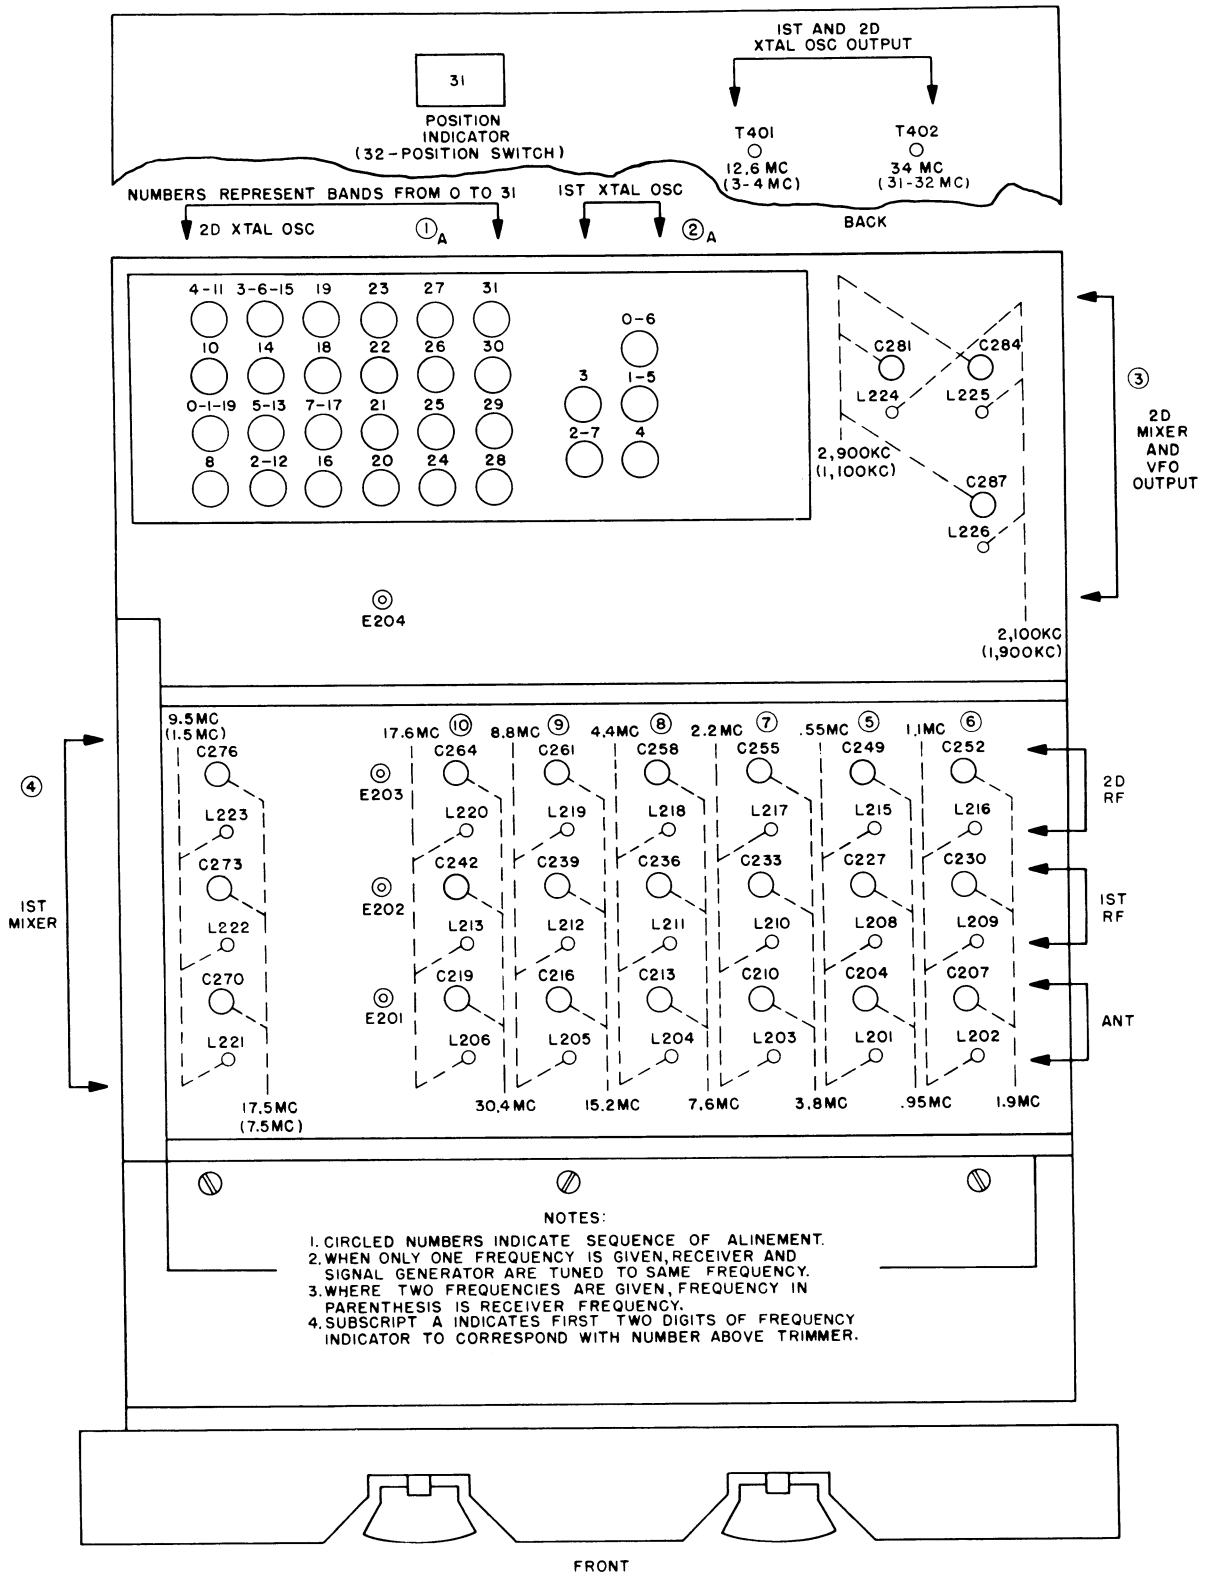 1ST AND 2D
XTAL OSC OUTPUT
31
POSITION
INDICATOR
(32-POSITION SWITCH)
T401
12.6 MC
(3-4 MC)
T402
34 MC
(31-32 MC)
NUMBERS REPRESENT BANDS FROM 0 TO 31
1ST XTAL OSC
BACK
2D XTAL OSC
1 A
2 A
4-11 3-6-15 19 23 27 31
0-6
10 14 18 22 26 30
3 1-5
0-1-19 5-13 7-17 21 25 29
2-7 4
8 2-12 16 20 24 28
C281 C284
L224 L225
2,900KC
(1,100KC)
C287
L226
2,100KC
(1,900KC)
3
2D
MIXER
AND
VFO
OUTPUT
E204
9.5MC
(1.5MC)
17.6MC 10 8.8MC 9 4.4MC 8 2.2MC 7 .55MC 5 1.1MC 6
C276 C264 C261 C258 C255 C249 C252
E203
L223 L220 L219 L218 L217 L215 L216
2D
RF
C273 C242 C239 C236 C233 C227 C230
E202
L222 L213 L212 L211 L210 L208 L209
1ST
RF
C270 C219 C216 C213 C210 C204 C207
E201
L221 L206 L205 L204 L203 L201 L202
ANT
4
1ST
MIXER
17.5MC
(7.5MC)
30.4MC 15.2MC 7.6MC 3.8MC .95MC 1.9MC
NOTES:
1. CIRCLED NUMBERS INDICATE SEQUENCE OF ALINEMENT.
2. WHEN ONLY ONE FREQUENCY IS GIVEN, RECEIVER AND
SIGNAL GENERATOR ARE TUNED TO SAME FREQUENCY.
3. WHERE TWO FREQUENCIES ARE GIVEN, FREQUENCY IN
PARENTHESIS IS RECEIVER FREQUENCY.
4. SUBSCRIPT A INDICATES FIRST TWO DIGITS OF FREQUENCY
INDICATOR TO CORRESPOND WITH NUMBER ABOVE TRIMMER.
FRONT